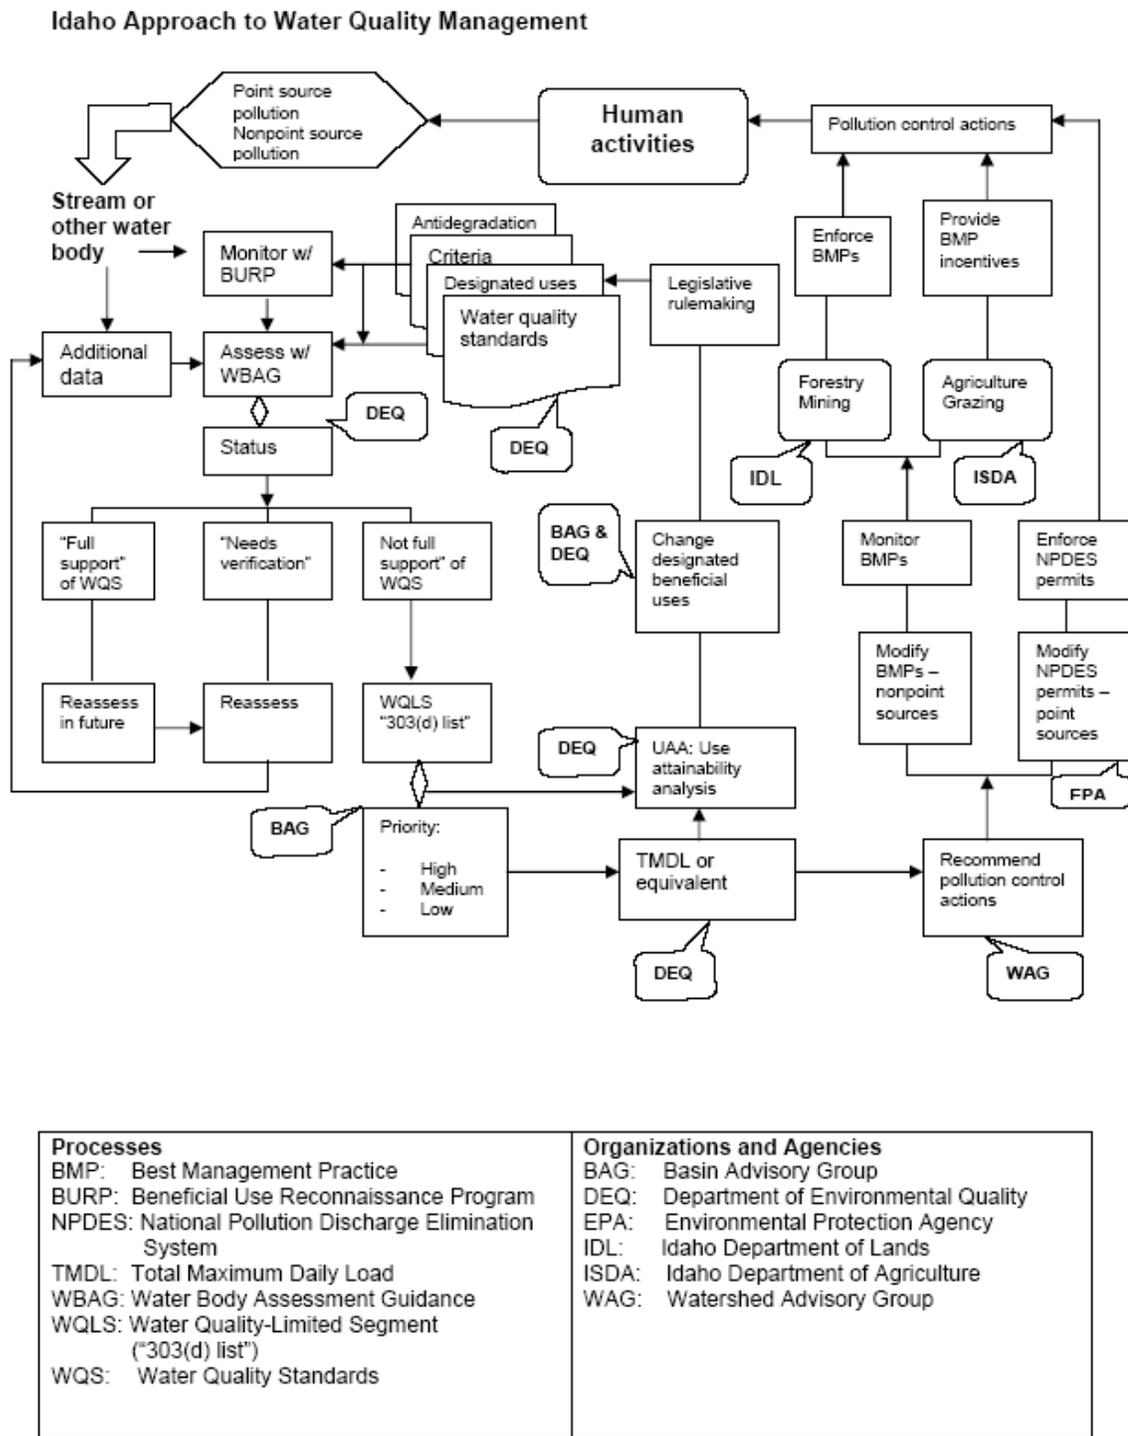 Idaho Approach to Water Quality Management
Point source
pollution
Nonpoint source
pollution
Human
activities
Pollution control actions
Stream or
other water
body
Monitor w/
BURP
Antidegradation
Criteria
Designated uses
Water quality
standards
Legislative
rulemaking
Enforce
BMPs
Provide
BMP
incentives
Additional
data
Assess w/
WBAG
DEQ
DEQ
Status
Forestry
Mining
Agriculture
Grazing
IDL
ISDA
"Full
support"
of WQS
"Needs
verification"
Not full
support" of
WQS
BAG &
DEQ
Change
designated
beneficial
uses
Monitor
BMPs
Enforce
NPDES
permits
Modify
BMPs –
nonpoint
sources
Modify
NPDES
permits –
point
sources
Reassess
in future
Reassess
WQLS
"303(d) list"
DEQ
UAA: Use
attainability
analysis
FPA
BAG
Priority:
- High
- Medium
- Low
TMDL or
equivalent
Recommend
pollution control
actions
DEQ
WAG
Processes
BMP: Best Management Practice
BURP: Beneficial Use Reconnaissance Program
NPDES: National Pollution Discharge Elimination
System
TMDL: Total Maximum Daily Load
WBAG: Water Body Assessment Guidance
WQLS: Water Quality-Limited Segment
("303(d) list")
WQS: Water Quality Standards
Organizations and Agencies
BAG: Basin Advisory Group
DEQ: Department of Environmental Quality
EPA: Environmental Protection Agency
IDL: Idaho Department of Lands
ISDA: Idaho Department of Agriculture
WAG: Watershed Advisory Group